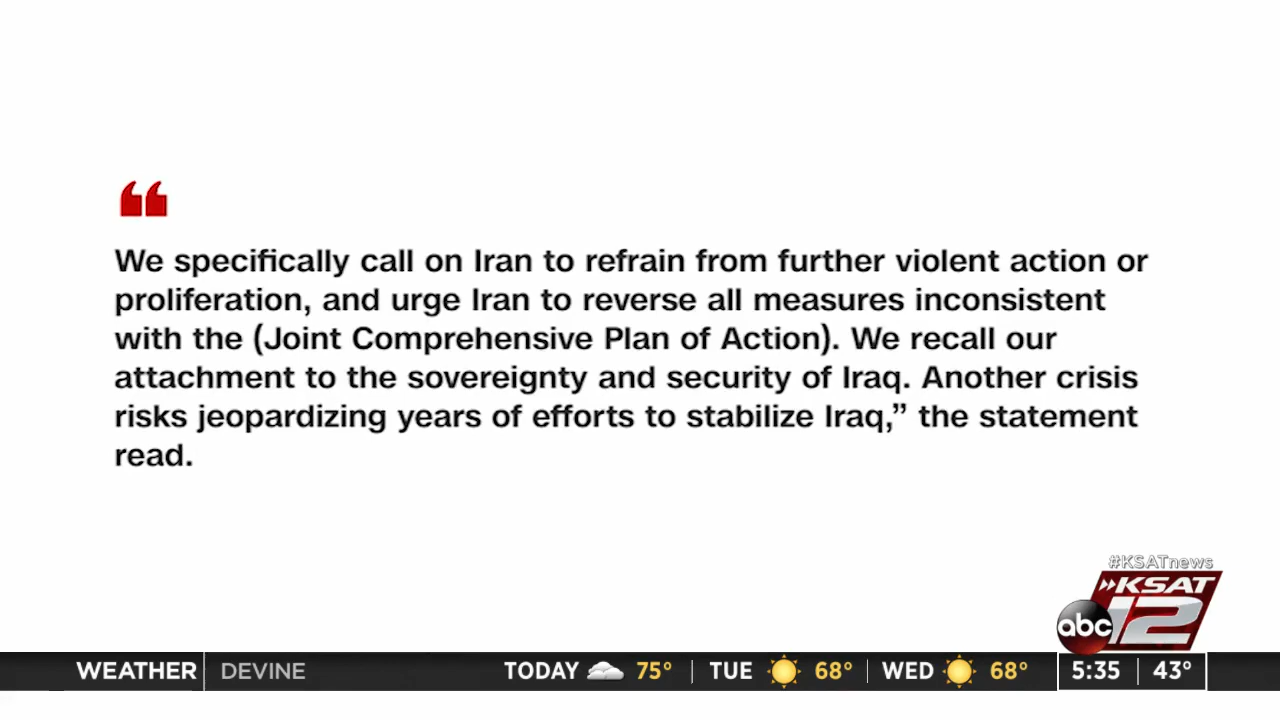 “
We specifically call on Iran to refrain from further violent action or
proliferation, and urge Iran to reverse all measures inconsistent
with the (Joint Comprehensive Plan of Action). We recall our
attachment to the sovereignty and security of Iraq. Another crisis
risks jeopardizing years of efforts to stabilize Iraq,” the statement
read.
#KSATnews
KSAT
abc 12
WEATHER DEVINE TODAY 75° TUE 68° WED 68° 5:35 43°